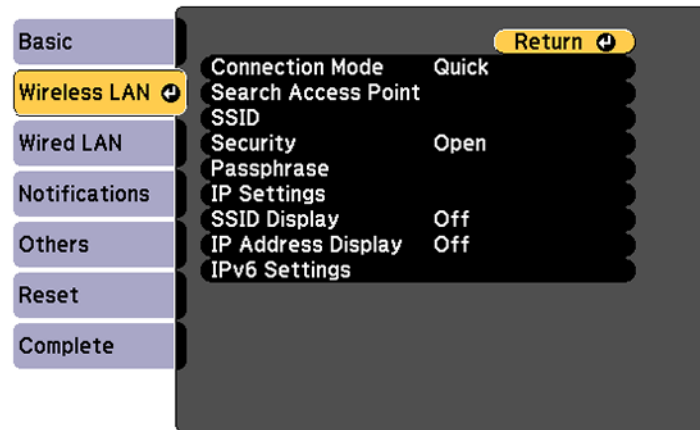 Basic
Wireless LAN
Wired LAN
Notifications
Others
Reset
Complete
Return
Connection Mode Quick
Search Access Point
SSID
Security Open
Passphrase
IP Settings
SSID Display Off
IP Address Display Off
IPv6 Settings